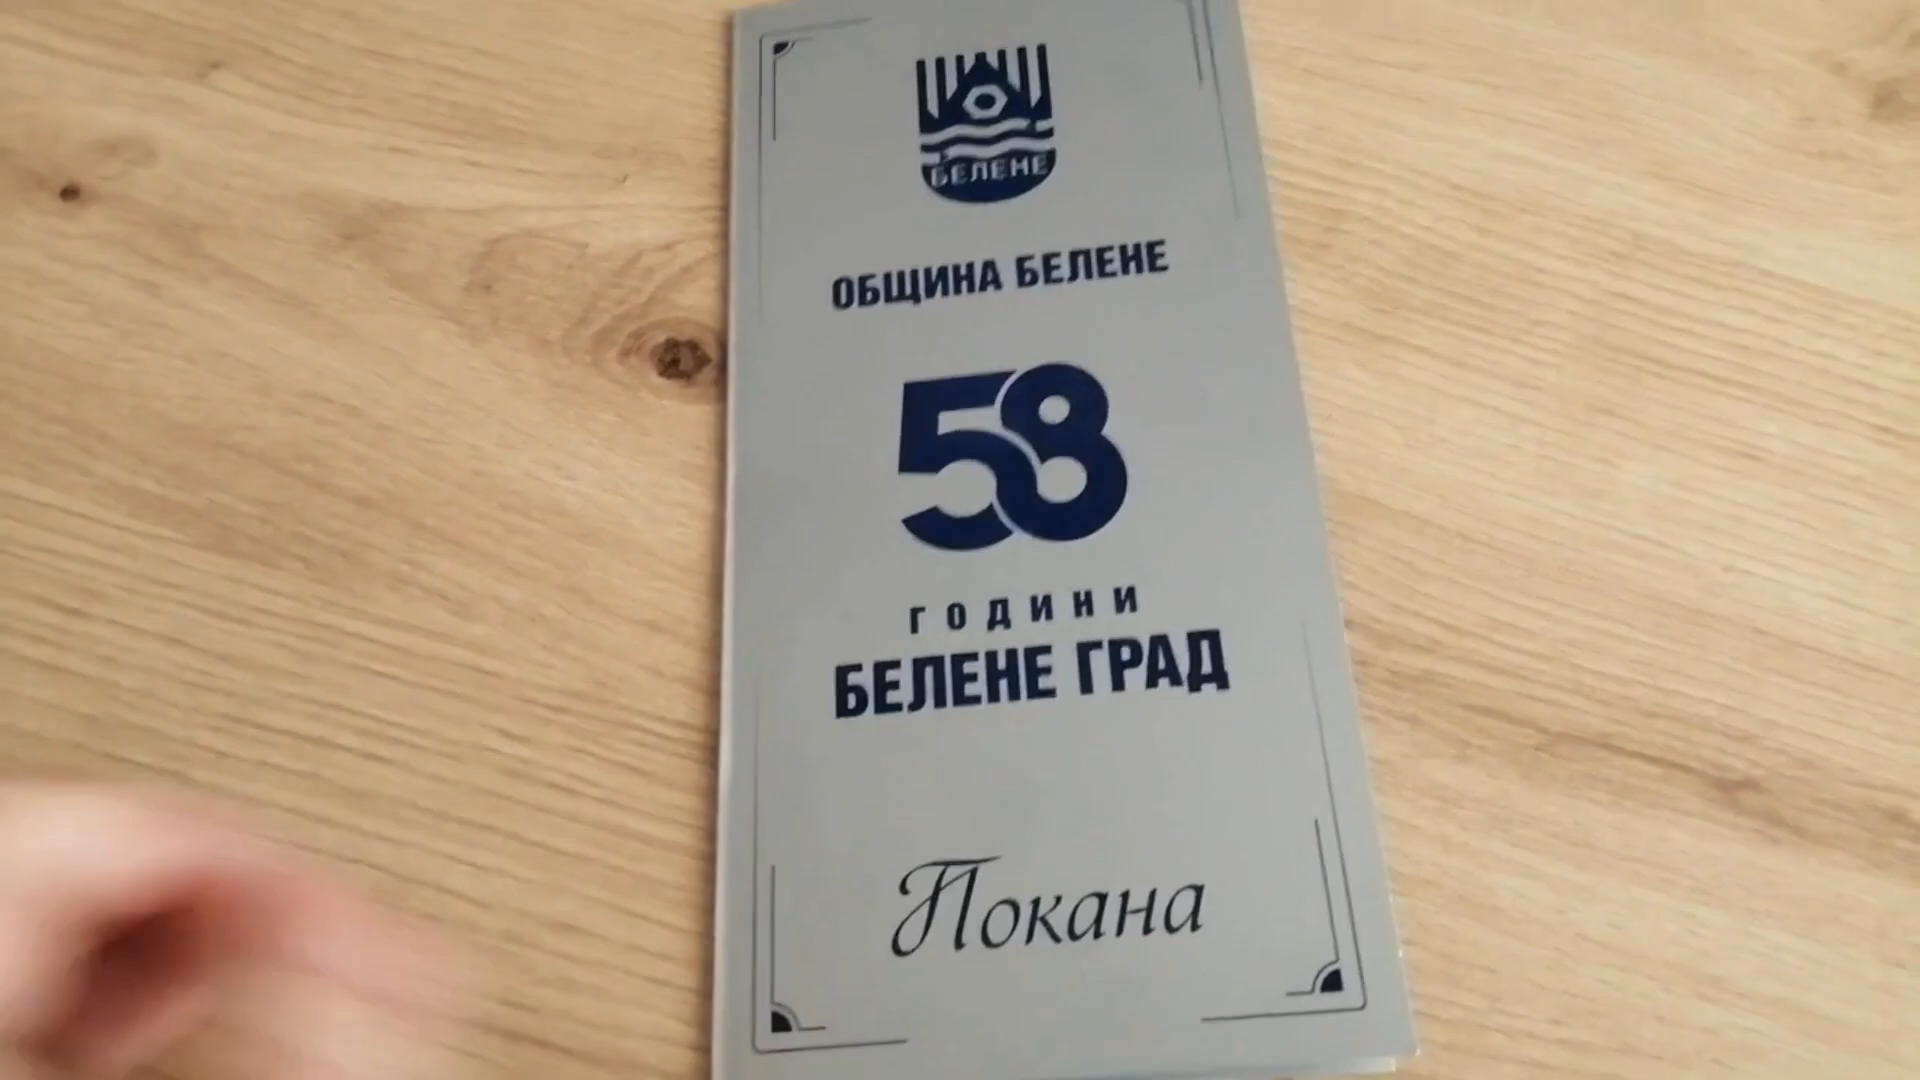 БЕЛЕНЕ
ОБЩИНА БЕЛЕНЕ
58
ГОДИНИ
БЕЛЕНЕ ГРАД
Покана